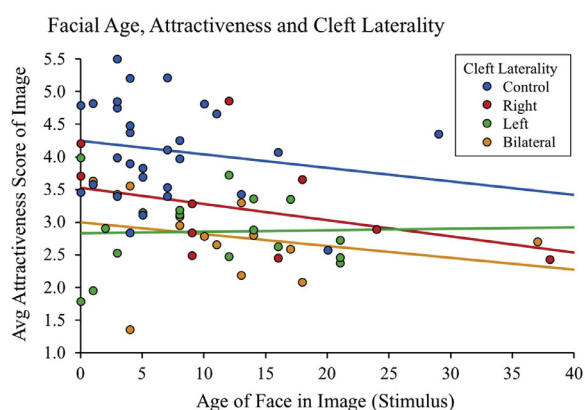 Facial Age, Attractiveness and Cleft Laterality
Avg Attractiveness Score of Image
5.5
5.0
4.5
4.0
3.5
3.0
2.5
2.0
1.5
1.0
Cleft Laterality
Control
Right
Left
Bilateral
0 5 10 15 20 25 30 35 40
Age of Face in Image (Stimulus)